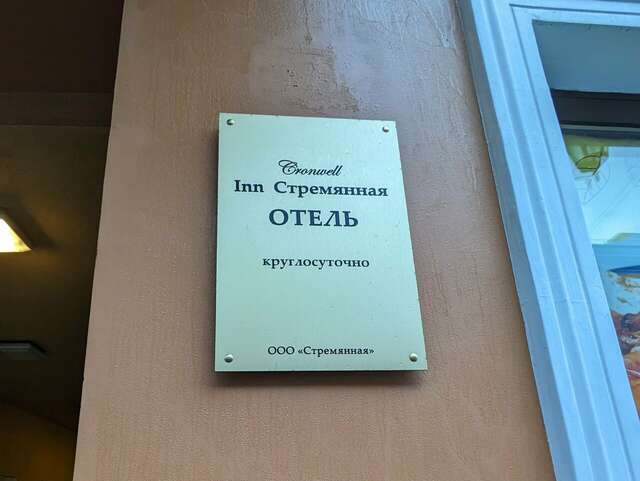 Cronwell
Inn Стремянная
ОТЕЛЬ
круглосуточно
ООО «Стремянная»